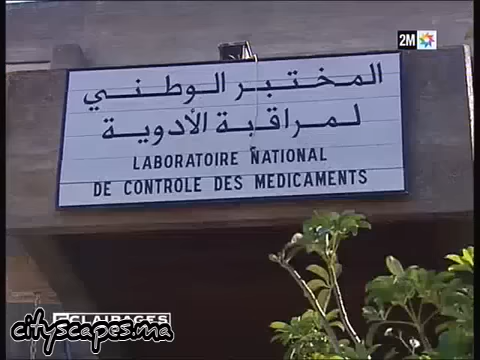 2M
المختبر الوطني
لمراقبة الأدوية
LABORATOIRE NATIONAL
DE CONTROLE DES MEDICAMENTS
ECLAIRAGES
cityscapes.ma